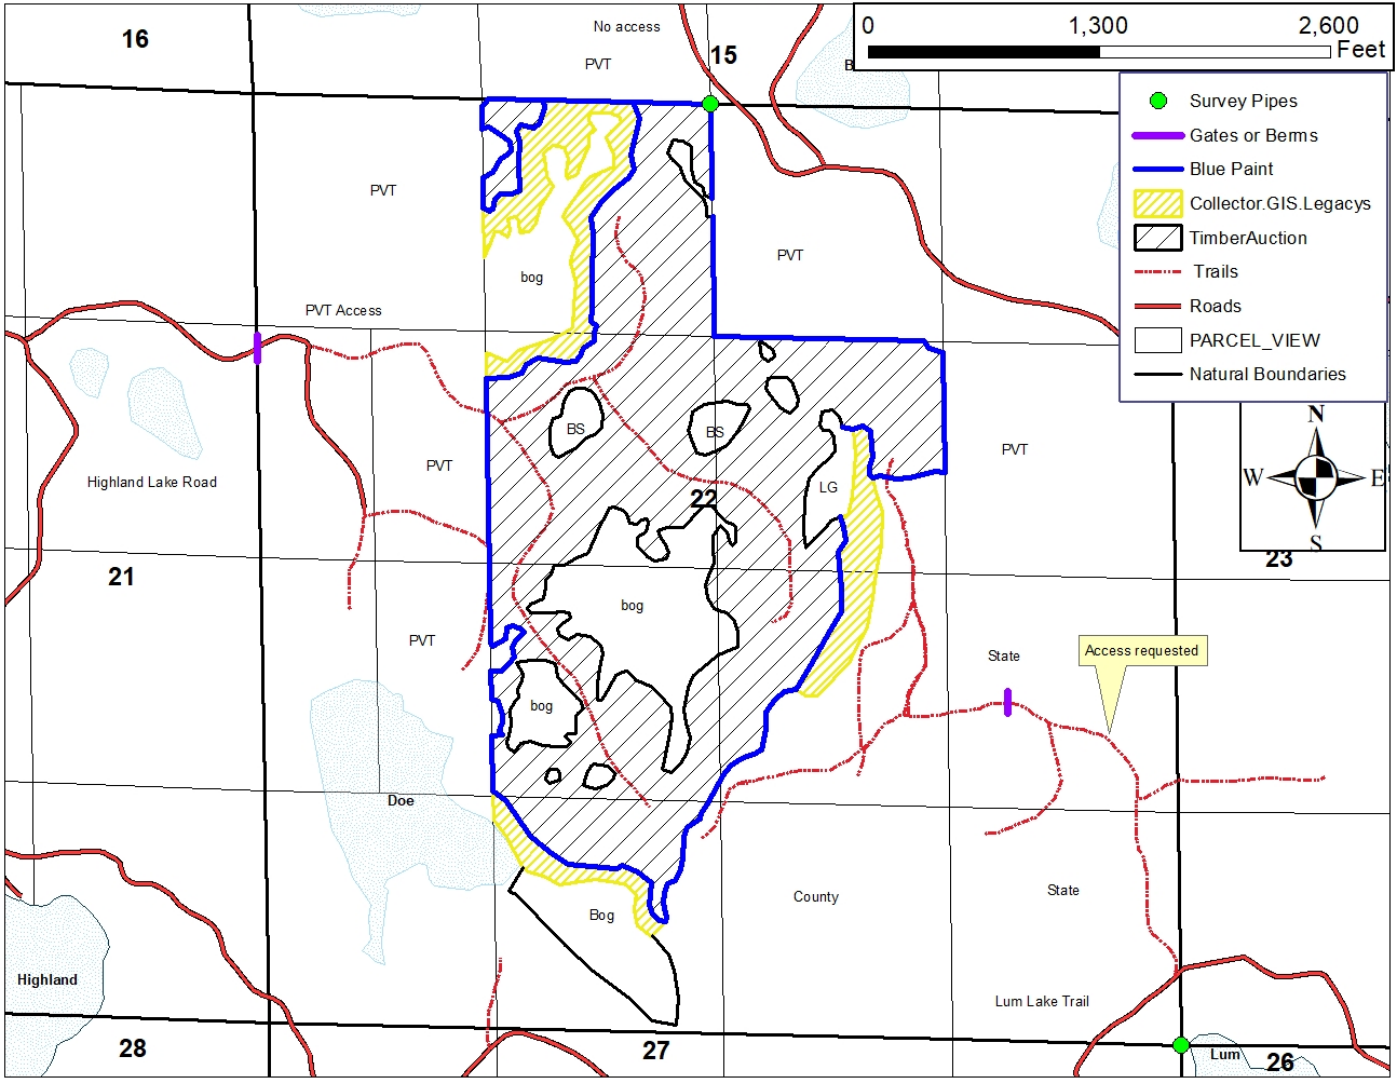 16
No access
PVT
15
B
0 1,300 2,600
Feet
Survey Pipes
Gates or Berms
Blue Paint
Collector.GIS.Legacys
TimberAuction
Trails
Roads
PARCEL_VIEW
Natural Boundaries
PVT
PVT
bog
PVT Access
N
W E
S
BS
BS
PVT
PVT
Highland Lake Road
LG
22
23
21
bog
PVT
State
Access requested
bog
Doe
County
State
Bog
Highland
Lum Lake Trail
28
27
Lum
26